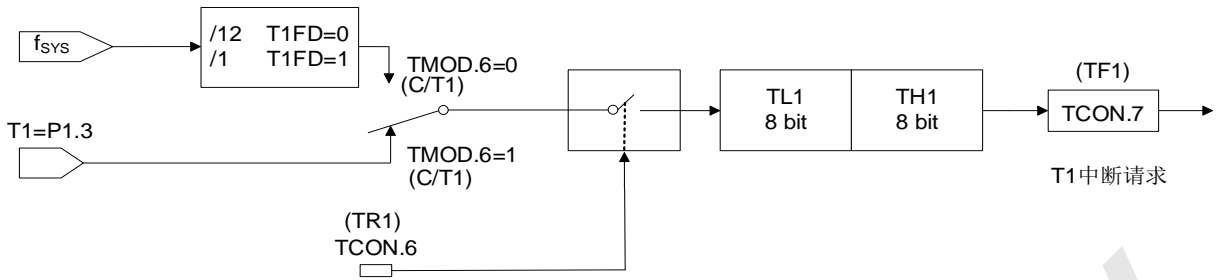 fSYS
/12 T1FD=0
/1 T1FD=1
TMOD.6=0
(C/T1)
T1=P1.3
TMOD.6=1
(C/T1)
(TR1)
TCON.6
TL1
8 bit
TH1
8 bit
(TF1)
TCON.7
T1中断请求